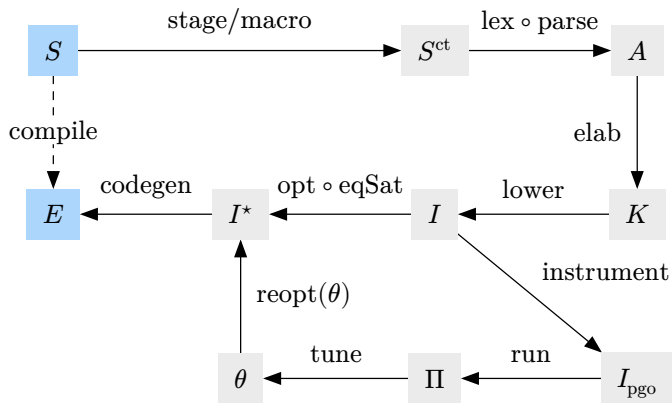 stage/macro lex ∘ parse
S S^ct A
compile elab
codegen opt ∘ eqSat lower
E I⋆ I K
instrument
reopt(θ)
tune run
θ Π I_pgo